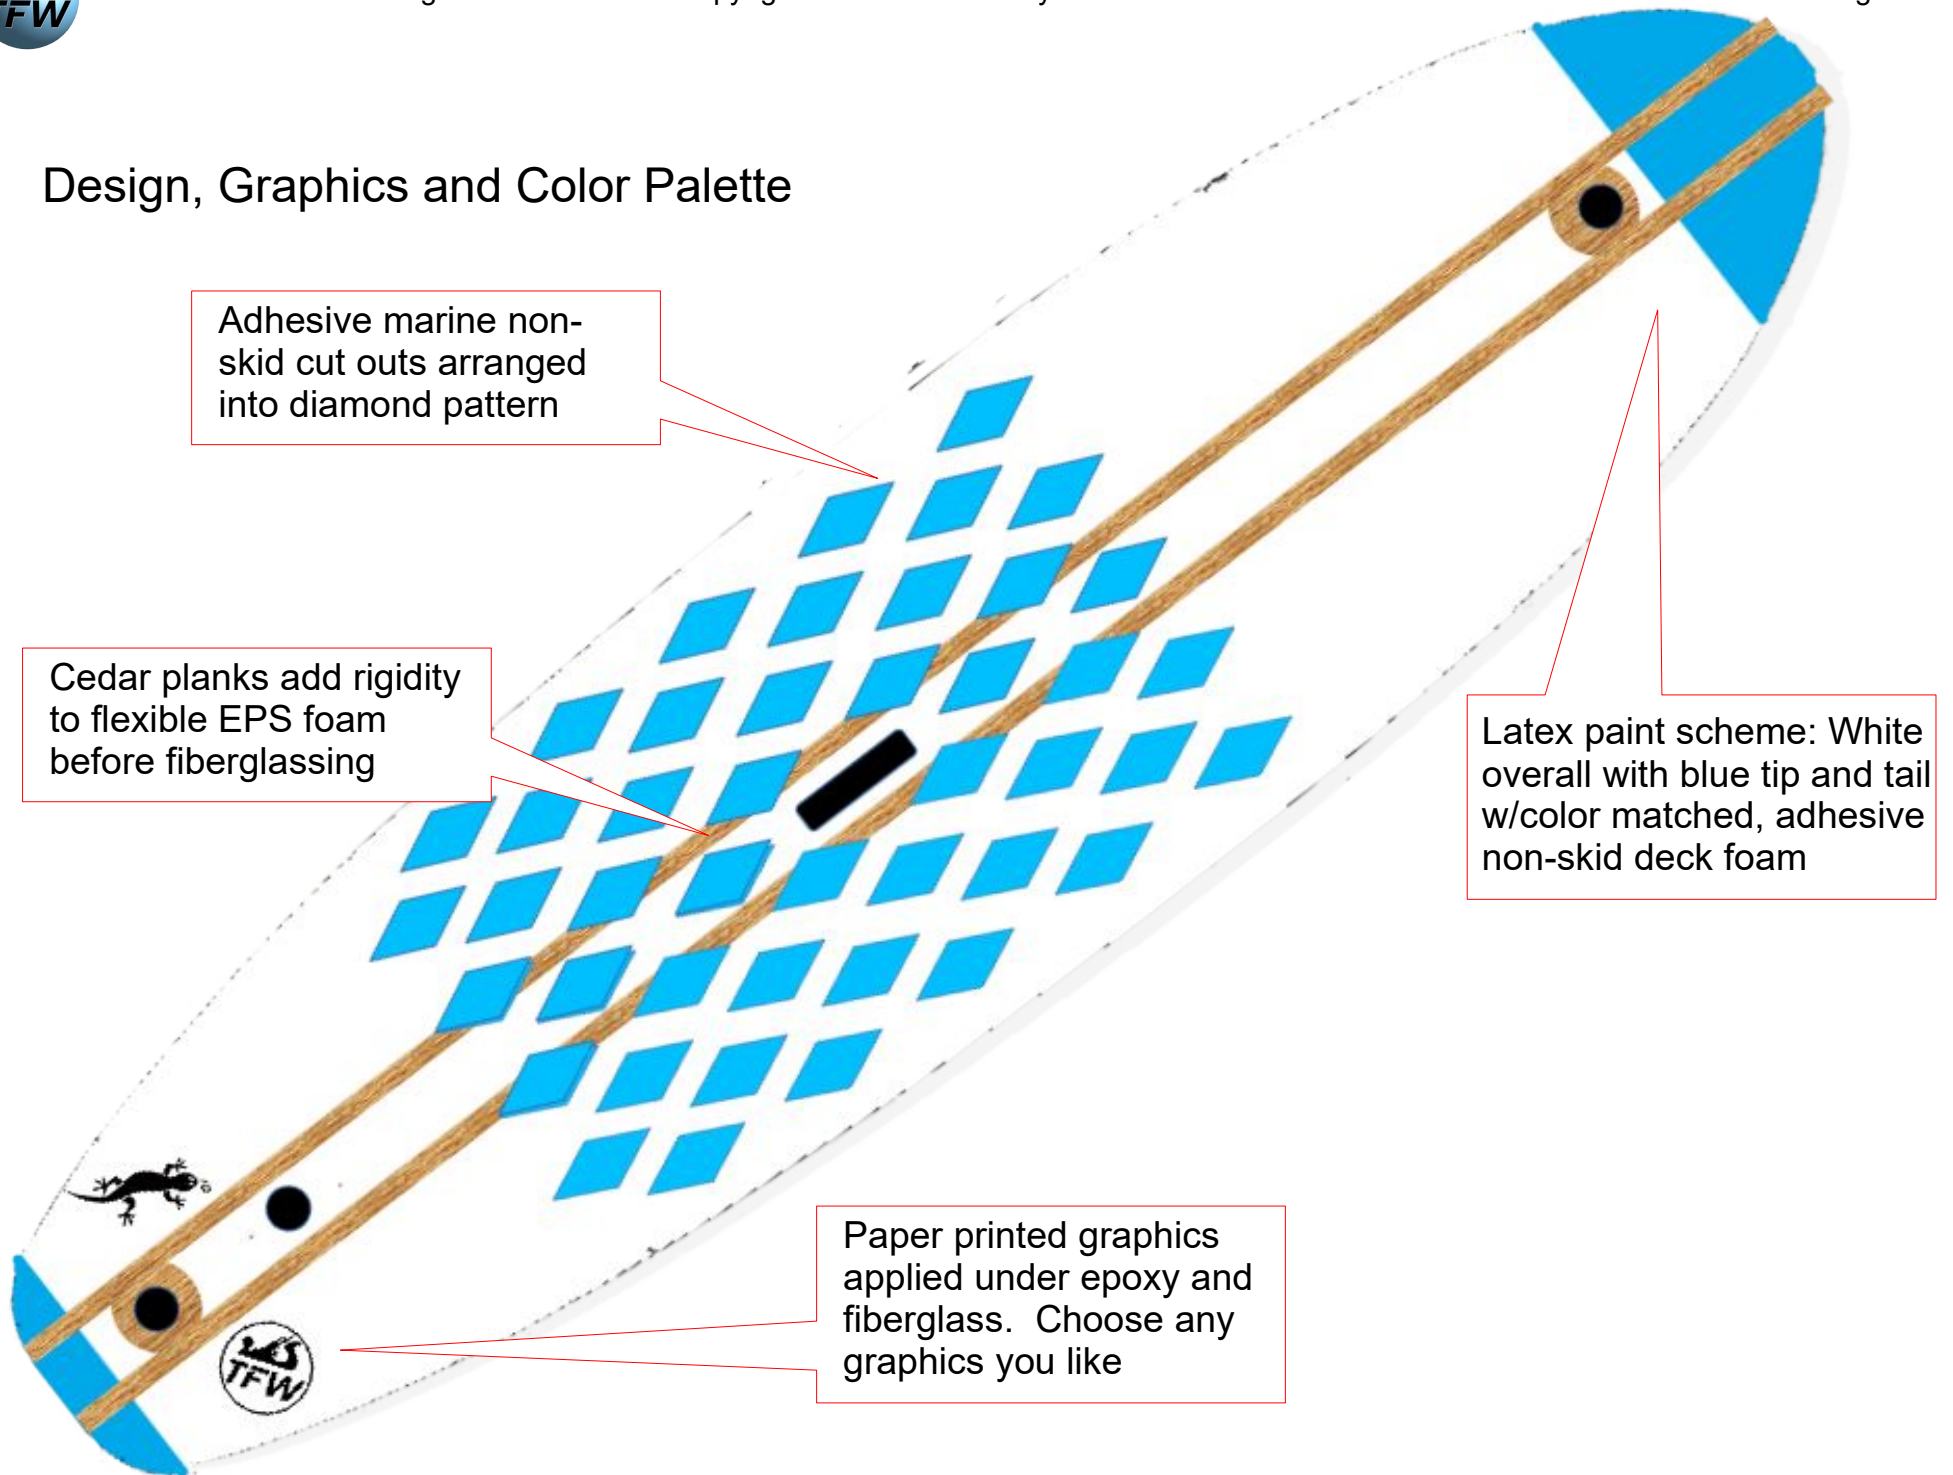 TFW
Design, Graphics and Color Palette
Adhesive marine non-
skid cut outs arranged
into diamond pattern
Cedar planks add rigidity
to flexible EPS foam
before fiberglassing
Latex paint scheme: White
overall with blue tip and tail
w/color matched, adhesive
non-skid deck foam
Paper printed graphics
applied under epoxy and
fiberglass.  Choose any
graphics you like
TFW